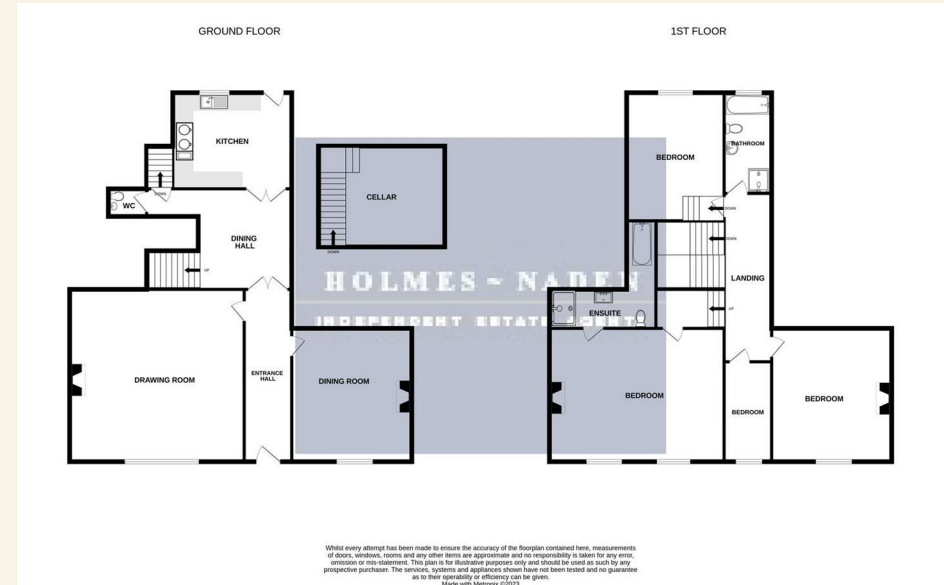 GROUND FLOOR
1ST FLOOR
KITCHEN
DOWN
WC
DINING
HALL
UP
DRAWING ROOM
ENTRANCE
HALL
DINING ROOM
CELLAR
DOWN
HOLMES ~ NADEN
INDEPENDENT ESTATE AGENT
BEDROOM
BATHROOM
DOWN
DOWN
LANDING
UP
ENSUITE
BEDROOM
BEDROOM
BEDROOM
Whilst every attempt has been made to ensure the accuracy of the floorplan contained here, measurements
of doors, windows, rooms and any other items are approximate and no responsibility is taken for any error,
omission or mis-statement. This plan is for illustrative purposes only and should be used as such by any
prospective purchaser. The services, systems and appliances shown have not been tested and no guarantee
as to their operability or efficiency can be given.
Made with Metropix ©2023